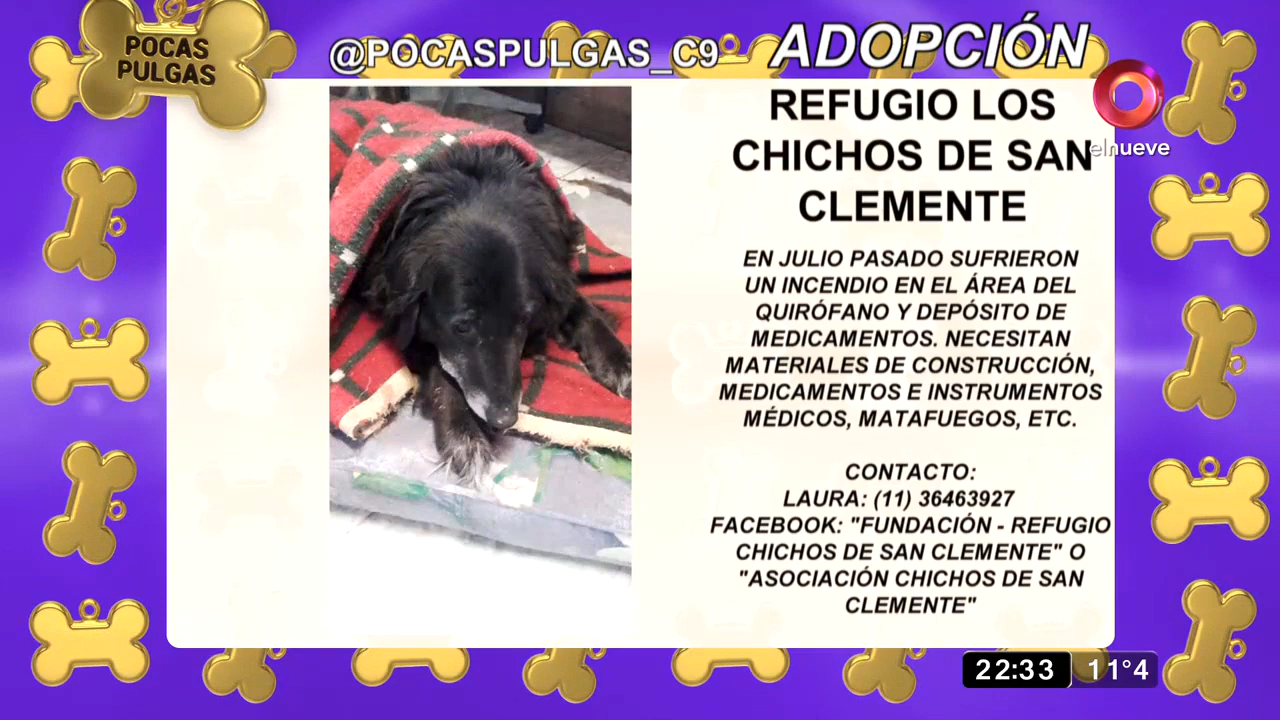 POCAS
PULGAS
@POCASPULGAS_C9
ADOPCIÓN
REFUGIO LOS
CHICHOS DE SAN
CLEMENTE
elnueve
EN JULIO PASADO SUFRIERON
UN INCENDIO EN EL ÁREA DEL
QUIRÓFANO Y DEPÓSITO DE
MEDICAMENTOS. NECESITAN
MATERIALES DE CONSTRUCCIÓN,
MEDICAMENTOS E INSTRUMENTOS
MÉDICOS, MATAFUEGOS, ETC.
CONTACTO:
LAURA: (11) 36463927
FACEBOOK: "FUNDACIÓN - REFUGIO
CHICHOS DE SAN CLEMENTE" O
"ASOCIACIÓN CHICHOS DE SAN
CLEMENTE"
22:33 11°4